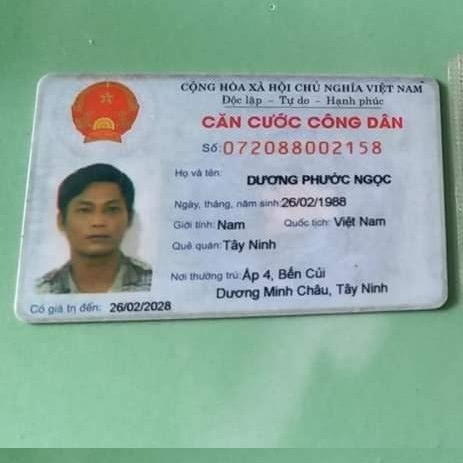 CỘNG HÒA XÃ HỘI CHỦ NGHĨA VIỆT NAM
Độc lập - Tự do - Hạnh phúc
CĂN CƯỚC CÔNG DÂN
Số: 072088002158
Họ và tên:
DƯƠNG PHƯỚC NGỌC
Ngày, tháng, năm sinh: 26/02/1988
Giới tính: Nam Quốc tịch: Việt Nam
Quê quán: Tây Ninh
Nơi thường trú: Ấp 4, Bến Củi
Dương Minh Châu, Tây Ninh
Có giá trị đến: 26/02/2028